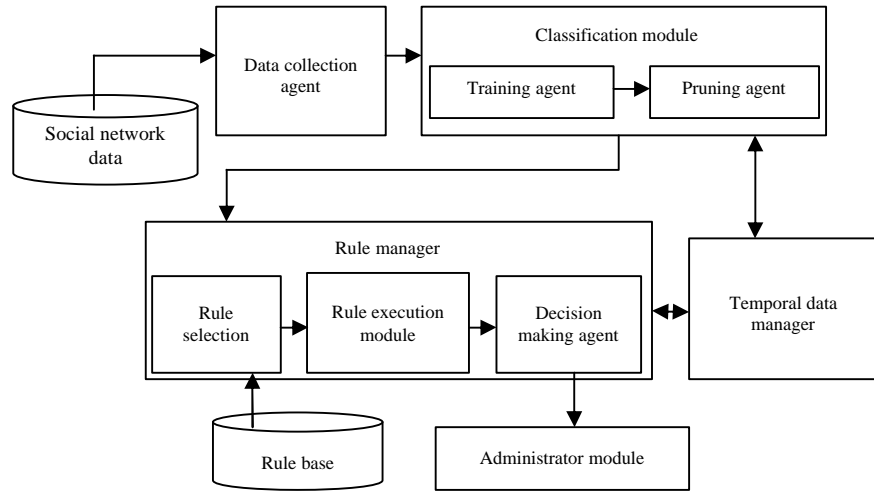 Classification module
Data collection
agent
Training agent
Pruning agent
Social network
data
Rule manager
Rule
selection
Rule execution
module
Decision
making agent
Temporal data
manager
Rule base
Administrator module